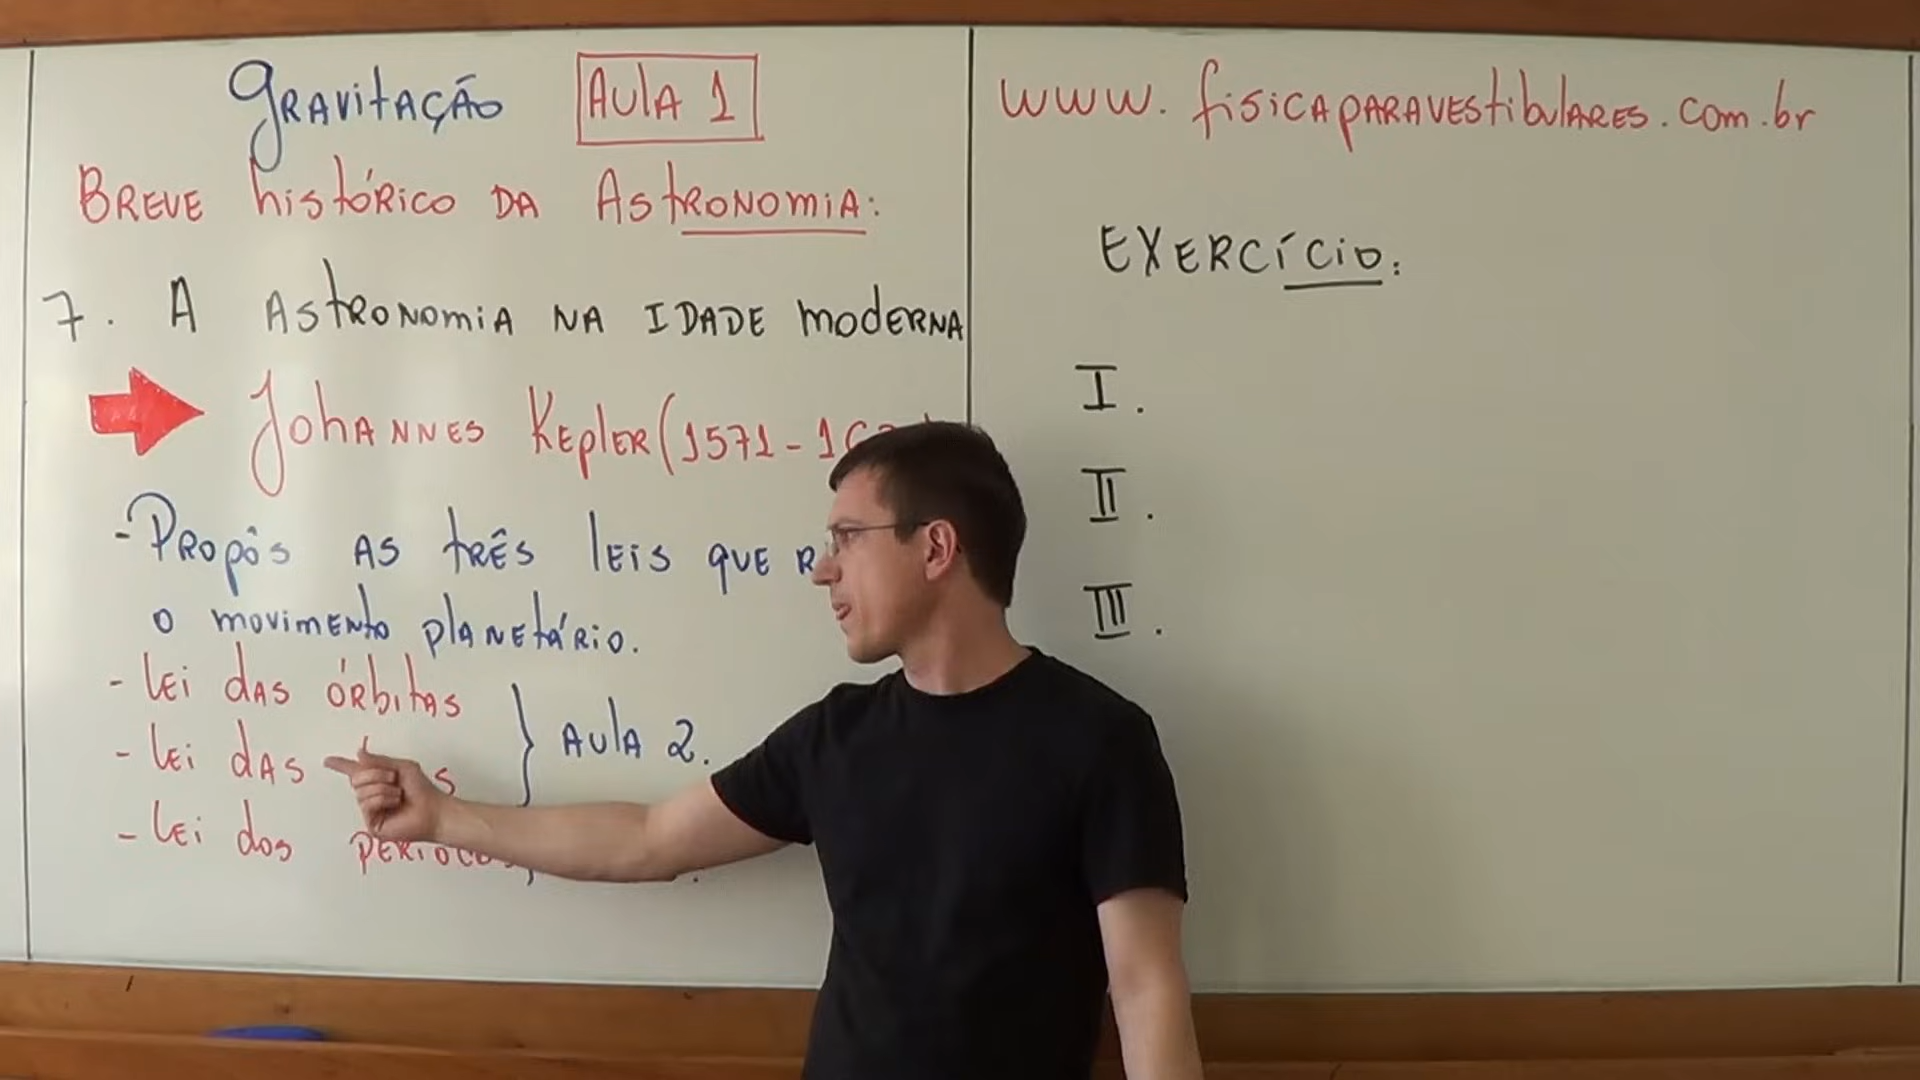 Gravitação Aula 1
Breve histórico da Astronomia:
7. A Astronomia na Idade moderna
Johannes Kepler (1571-16
- Propôs as três leis que
o movimento planetário.
- Lei das órbitas
- Lei das
- Lei dos períodos
} Aula 2.
www.fisicaparavestibulares.com.br
Exercício:
I.
II.
III.